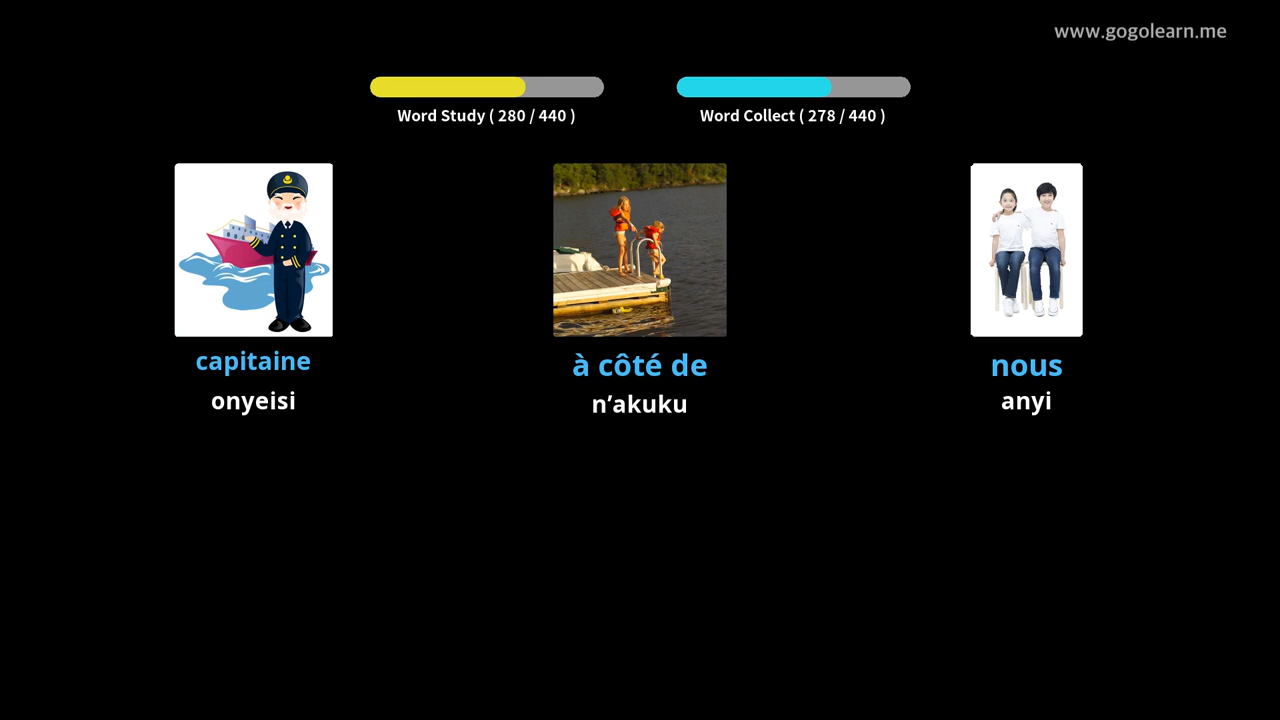 www.gogolearn.me
Word Study ( 280 / 440 )
Word Collect ( 278 / 440 )
capitaine
onyeisi
à côté de
n’akuku
nous
anyi